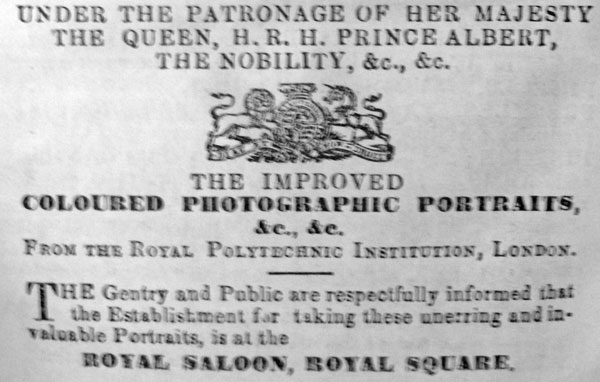 UNDER THE PATRONAGE OF HER MAJESTY
THE QUEEN, H. R. H. PRINCE ALBERT,
THE NOBILITY, &c., &c.
THE IMPROVED
COLOURED PHOTOGRAPHIC PORTRAITS,
&c., &c.
FROM THE ROYAL POLYTECHNIC INSTITUTION, LONDON.
THE Gentry and Public are respectfully informed that
the Establishment for taking these unerring and in-
valuable Portraits, is at the
ROYAL SALOON, ROYAL SQUARE.